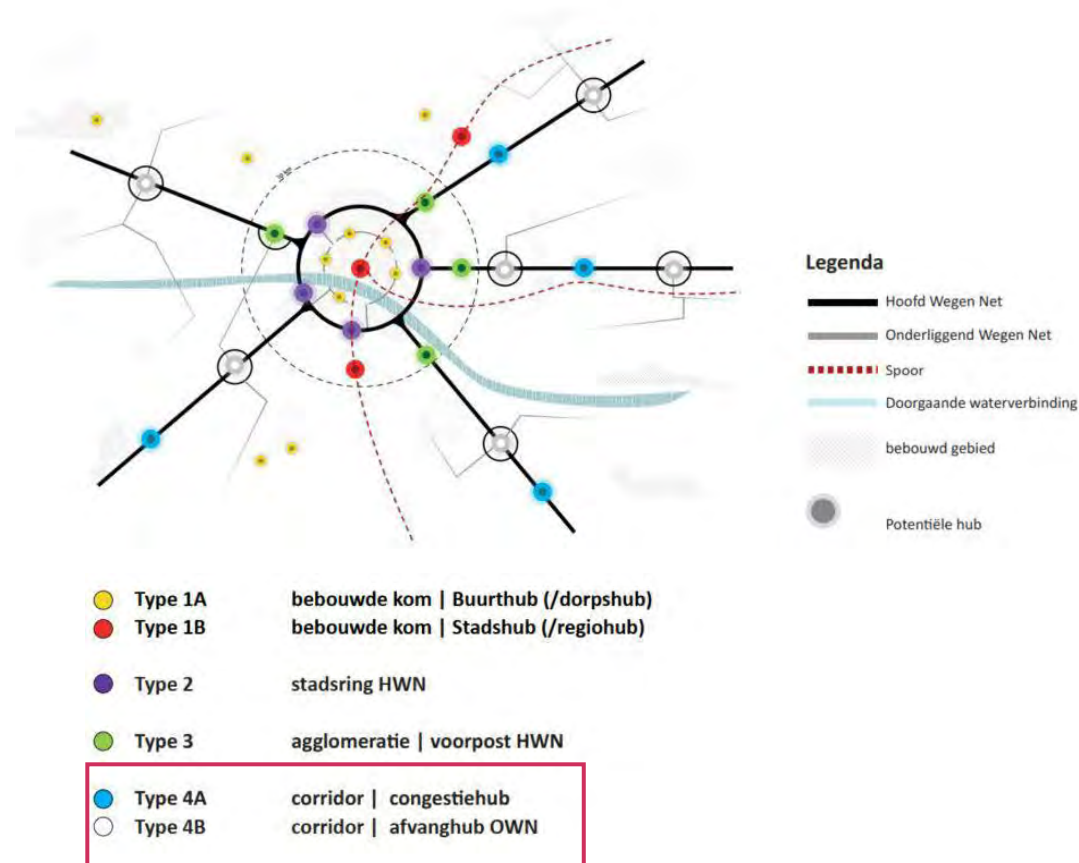 Legenda
Hoofd Wegen Net
Onderliggend Wegen Net
Spoor
Doorgaande waterverbinding
bebouwd gebied
Potentiële hub
Type 1A bebouwde kom | Buurthub (/dorpshub)
Type 1B bebouwde kom | Stadshub (/regiohub)
Type 2 stadsring HWN
Type 3 agglomeratie | voorpost HWN
Type 4A corridor | congestiehub
Type 4B corridor | afvanghub OWN